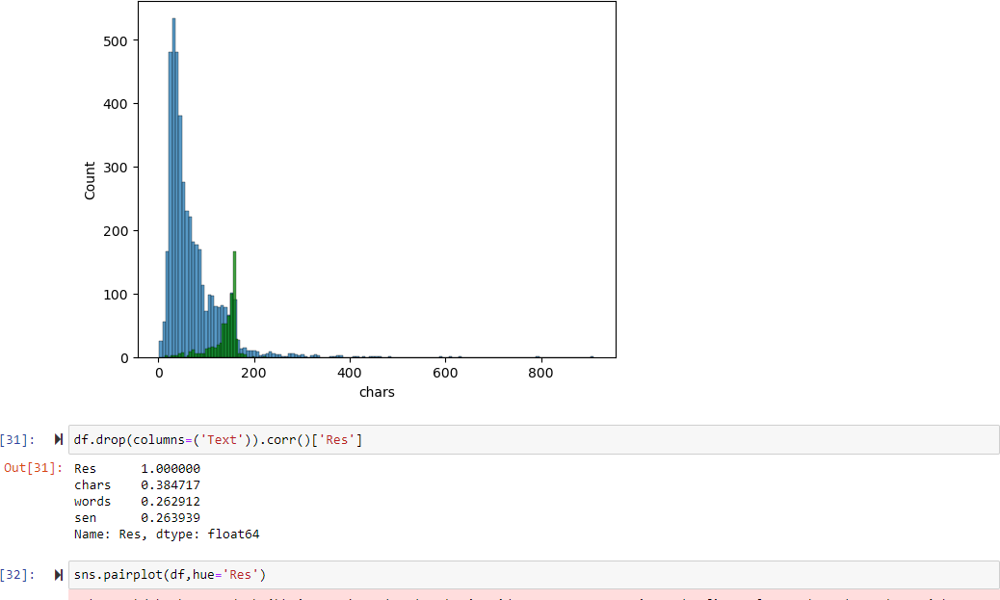 500
400
300
200
100
0
Count
0 200 400 600 800
chars
[31]: df.drop(columns=('Text')).corr()['Res']
Out[31]: Res 1.000000
chars 0.384717
words 0.262912
sen 0.263939
Name: Res, dtype: float64
[32]: sns.pairplot(df,hue='Res')